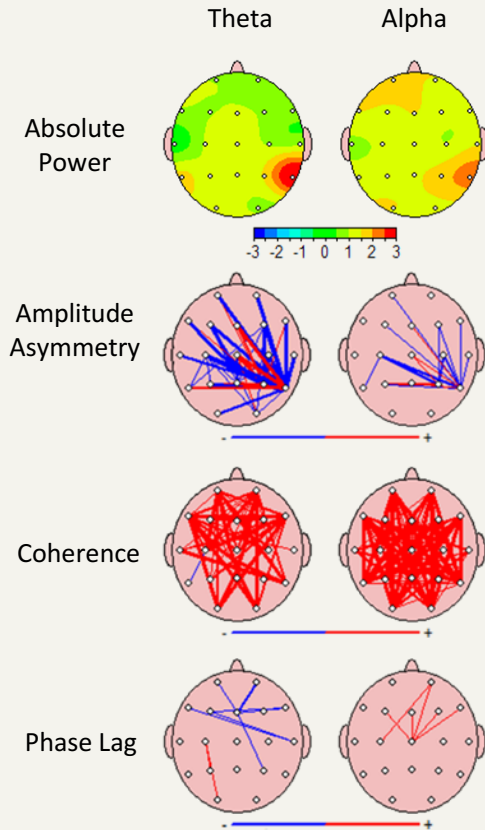 Theta Alpha
Absolute
Power
-3 -2 -1 0 1 2 3
Amplitude
Asymmetry
- +
Coherence
- +
Phase Lag
- +